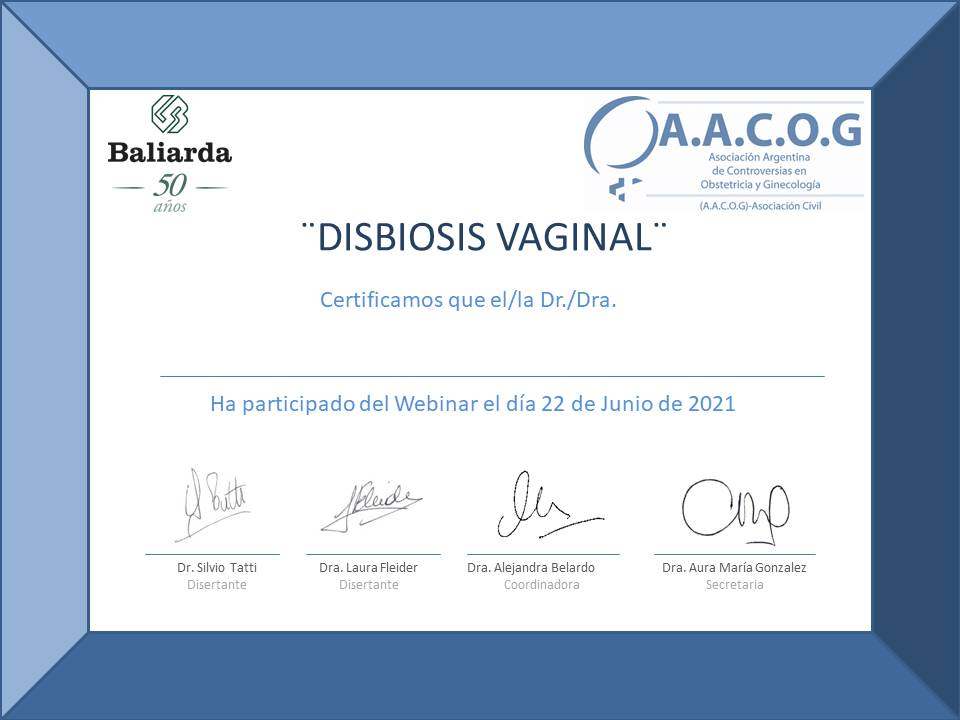 Baliarda
50
años
A.A.C.O.G
Asociación Argentina
de Controversias en
Obstetricia y Ginecología
(A.A.C.O.G)-Asociación Civil
¨DISBIOSIS VAGINAL¨
Certificamos que el/la Dr./Dra.
Ha participado del Webinar el día 22 de Junio de 2021
Dr. Silvio Tatti
Disertante
Dra. Laura Fleider
Disertante
Dra. Alejandra Belardo
Coordinadora
Dra. Aura María Gonzalez
Secretaria